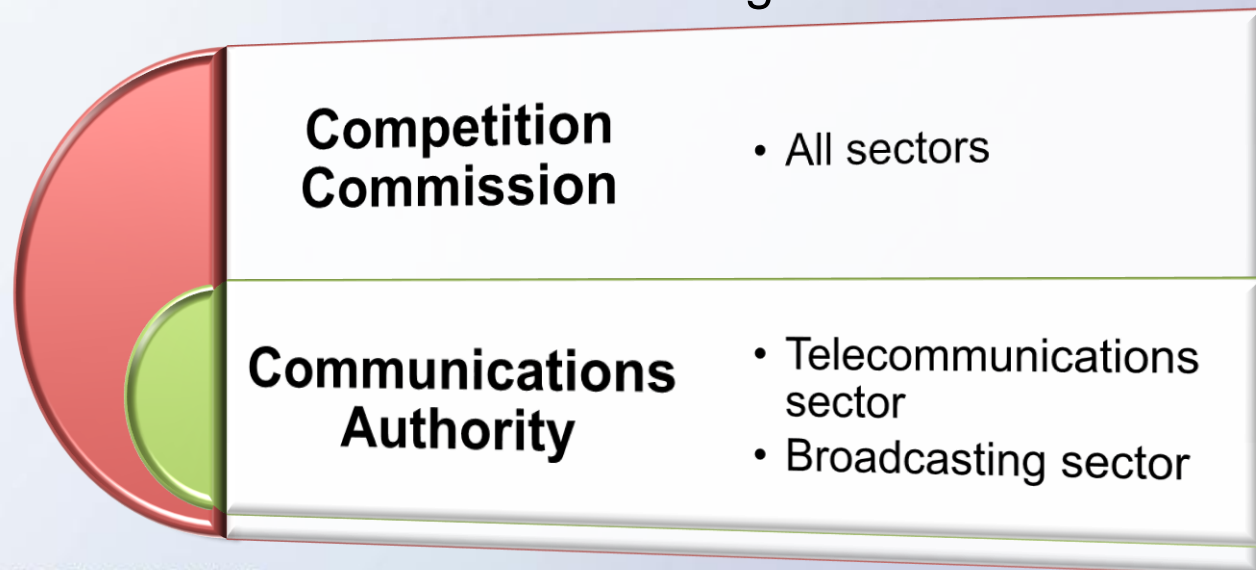 Competition
Commission
• All sectors
Communications
Authority
• Telecommunications
sector
• Broadcasting sector